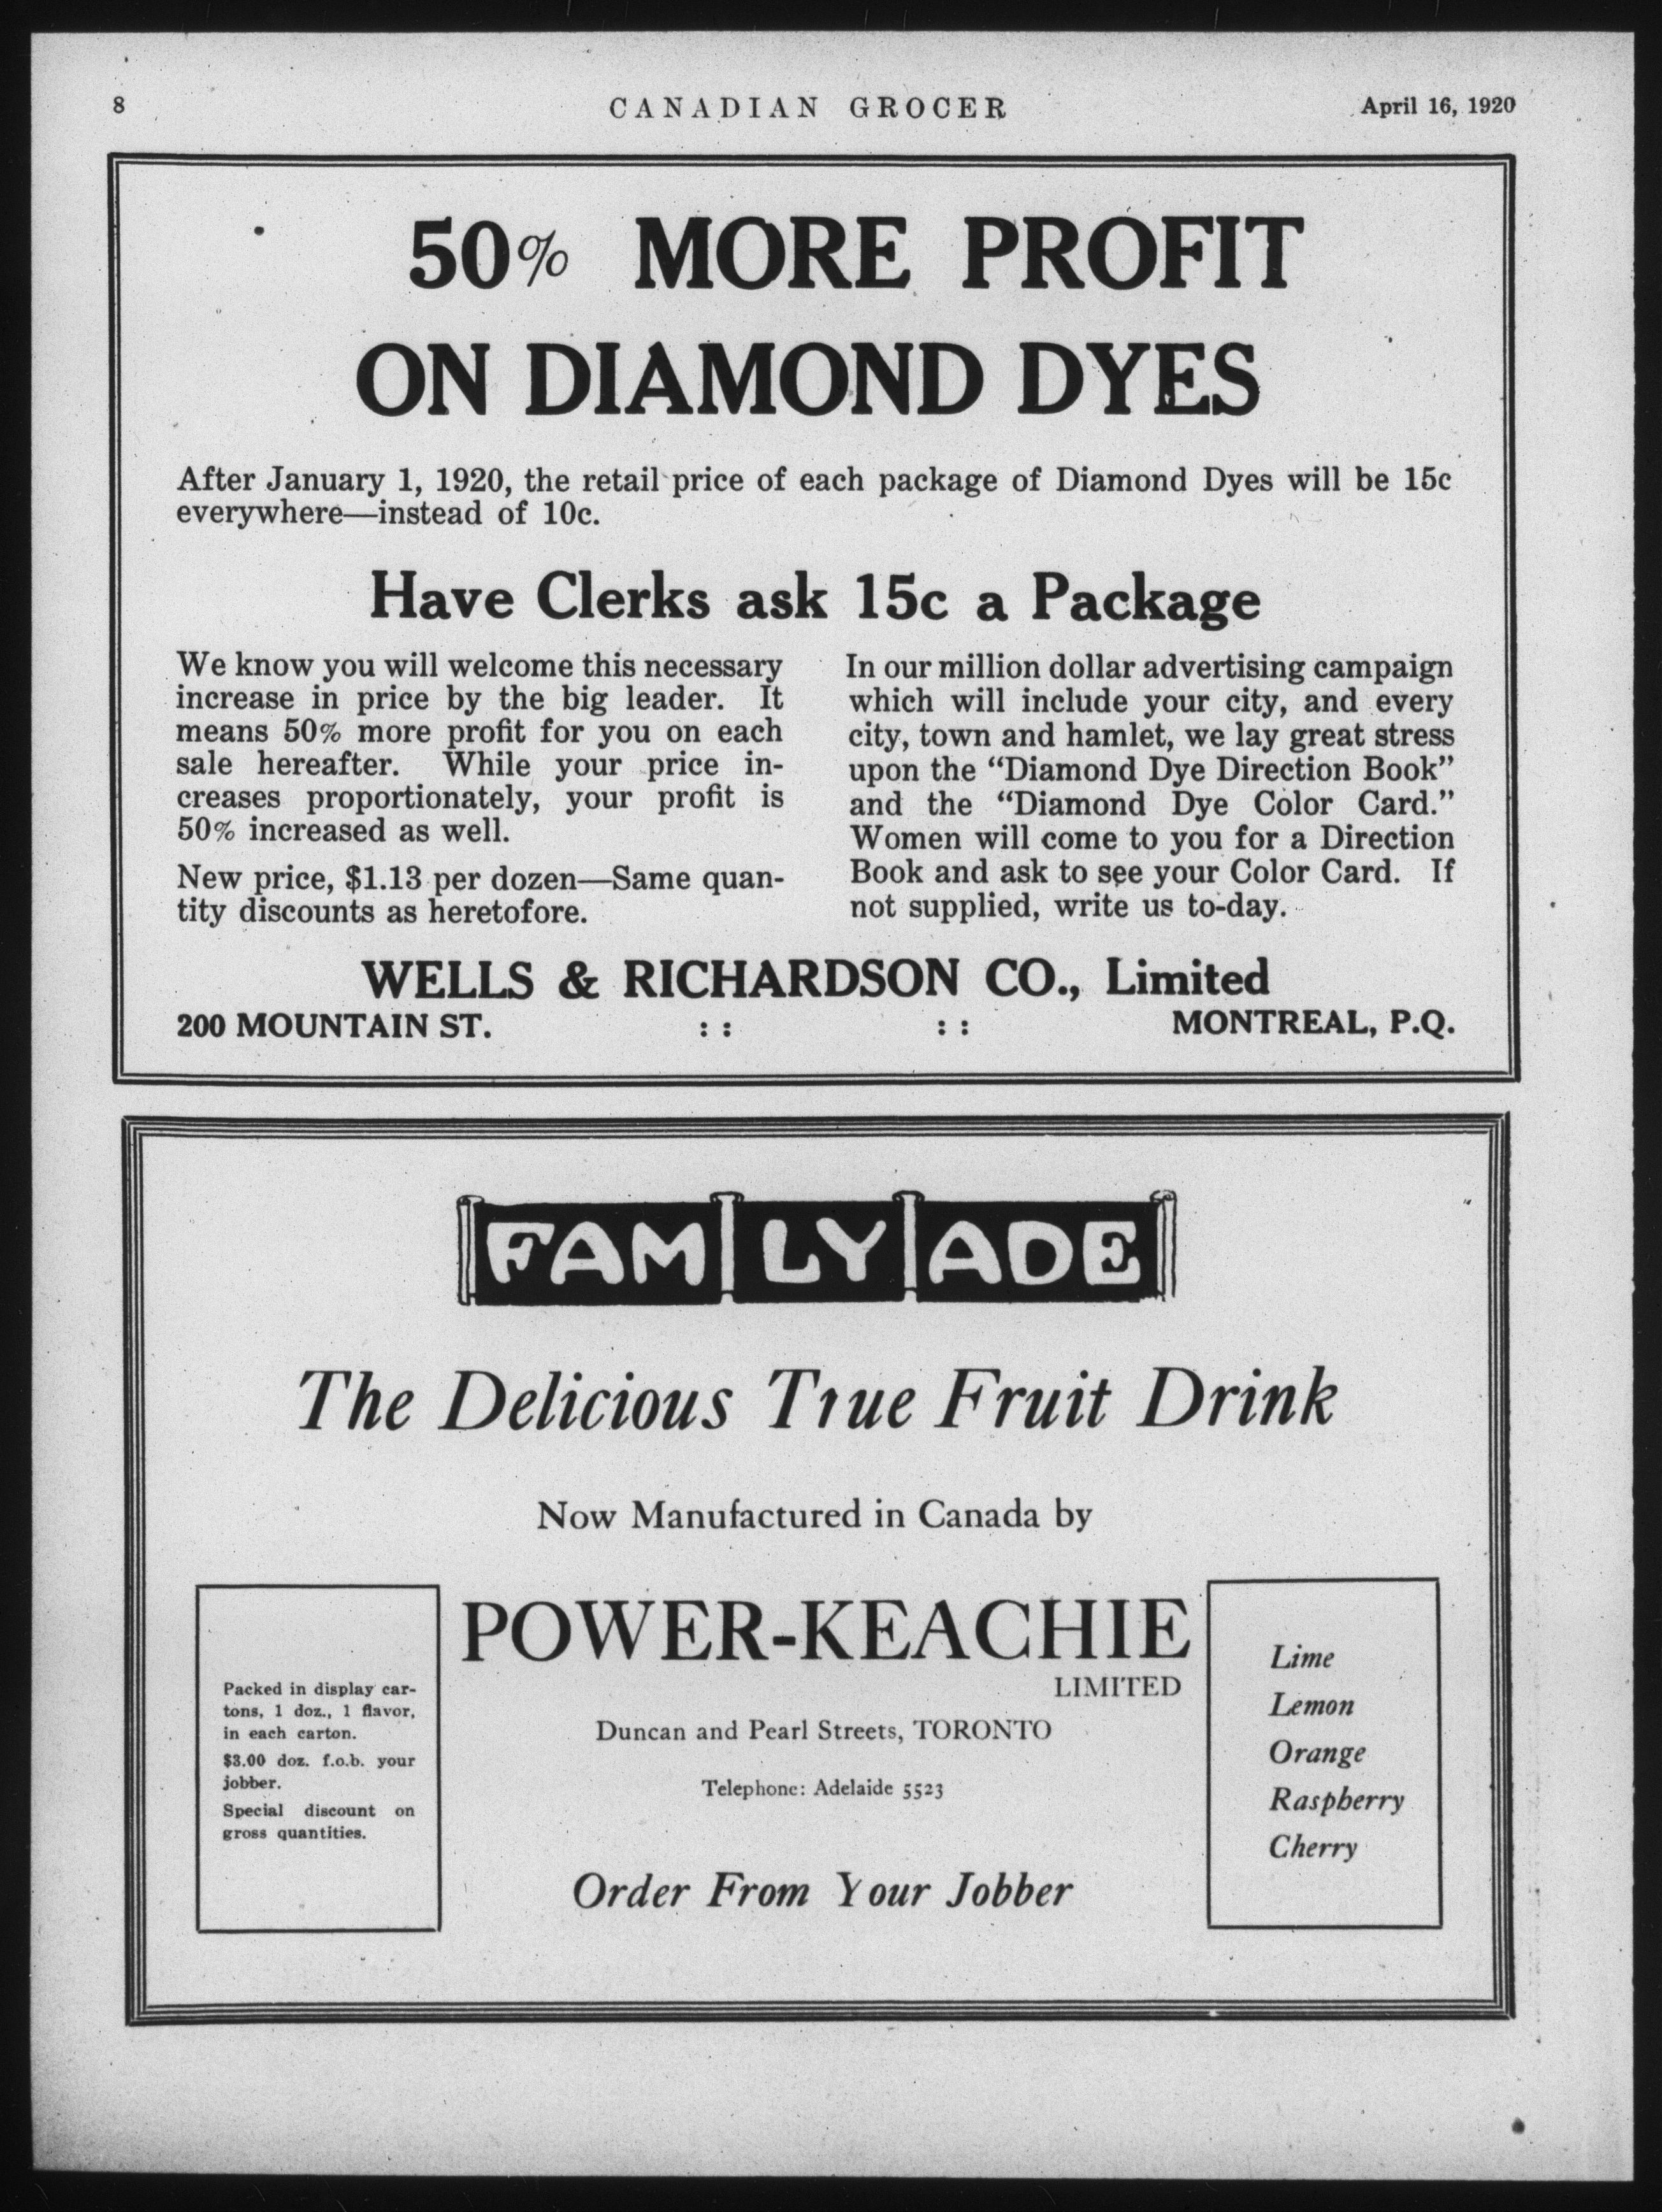 8
CANADIAN GROCER
April 16, 1920
50% MORE PROFIT
ON DIAMOND DYES
After January 1, 1920, the retail price of each package of Diamond Dyes will be 15c
everywhere—instead of 10c.
Have Clerks ask 15c a Package
We know you will welcome this necessary
increase in price by the big leader. It
means 50% more profit for you on each
sale hereafter. While your price in-
creases proportionately, your profit is
50% increased as well.
New price, $1.13 per dozen—Same quan-
tity discounts as heretofore.
In our million dollar advertising campaign
which will include your city, and every
city, town and hamlet, we lay great stress
upon the "Diamond Dye Direction Book"
and the "Diamond Dye Color Card."
Women will come to you for a Direction
Book and ask to see your Color Card. If
not supplied, write us to-day.
WELLS & RICHARDSON CO., Limited
200 MOUNTAIN ST. :: :: MONTREAL, P.Q.
FAMILYADE
The Delicious True Fruit Drink
Now Manufactured in Canada by
POWER-KEACHIE
LIMITED
Duncan and Pearl Streets, TORONTO
Telephone: Adelaide 5523
Order From Your Jobber
Packed in display car-
tons, 1 doz., 1 flavor,
in each carton.
$3.00 doz. f.o.b. your
jobber.
Special discount on
gross quantities.
Lime
Lemon
Orange
Raspberry
Cherry